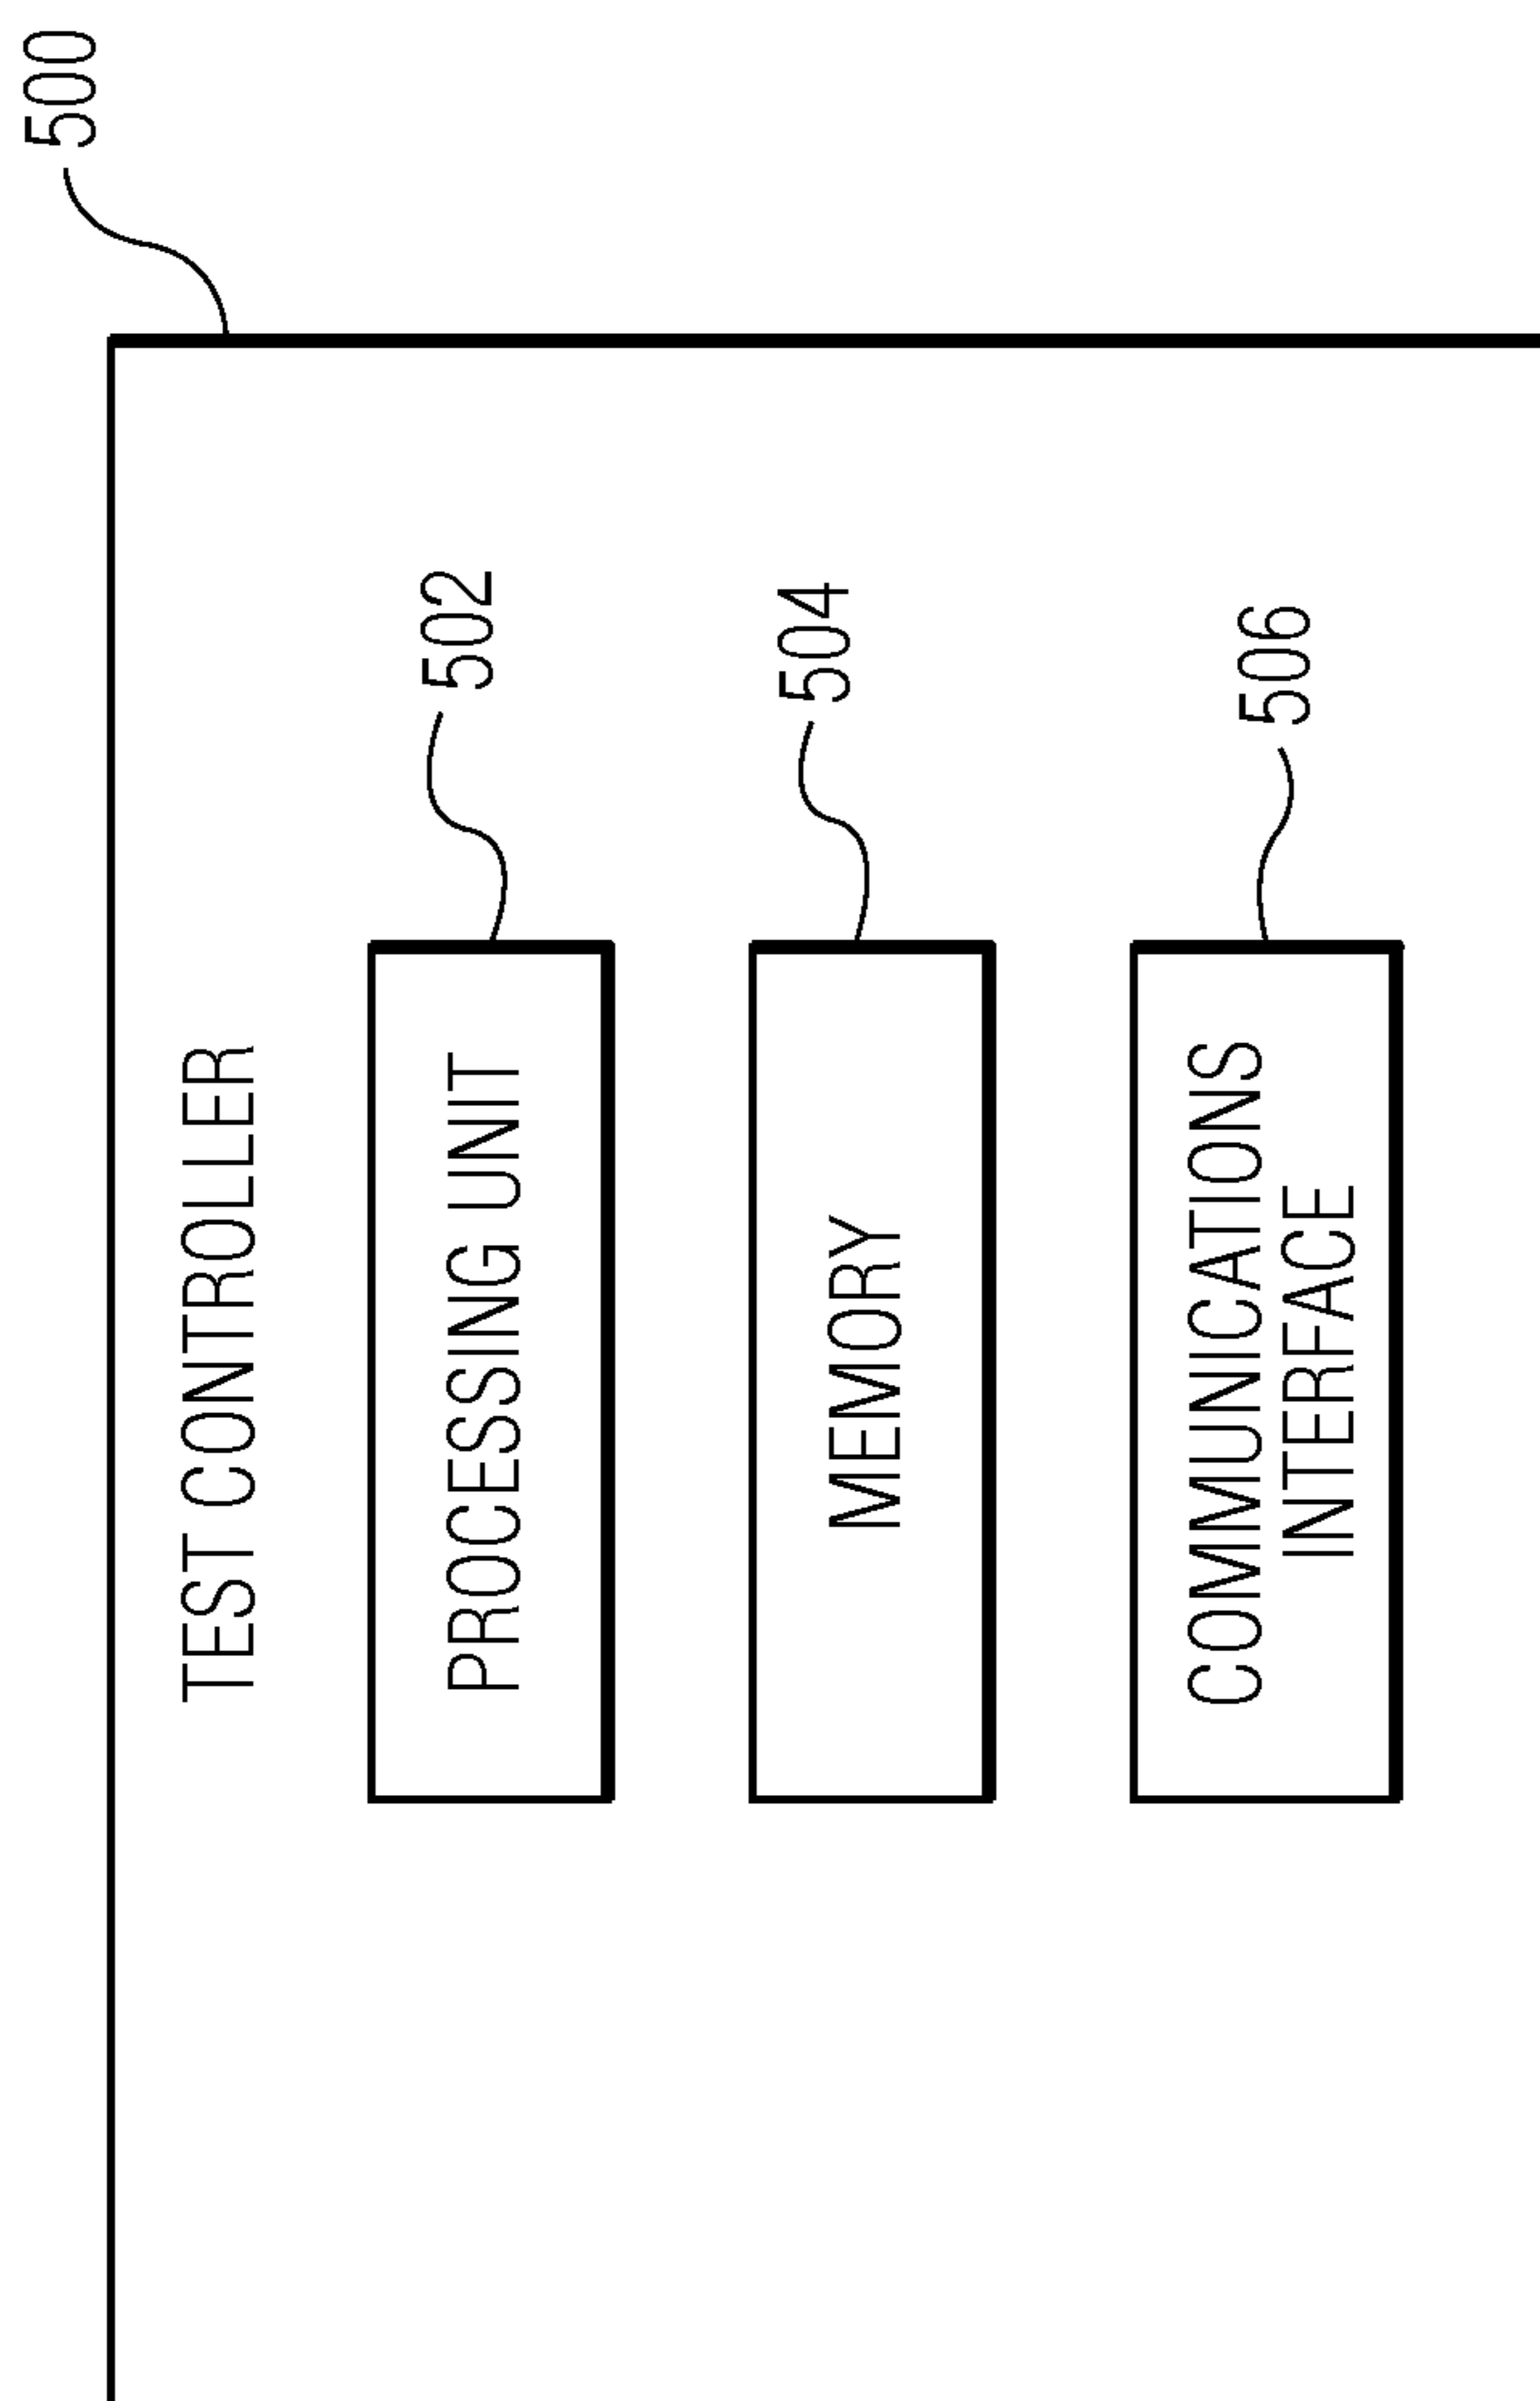 500
TEST CONTROLLER
502
PROCESSING UNIT
504
MEMORY
506
COMMUNICATIONS
INTERFACE